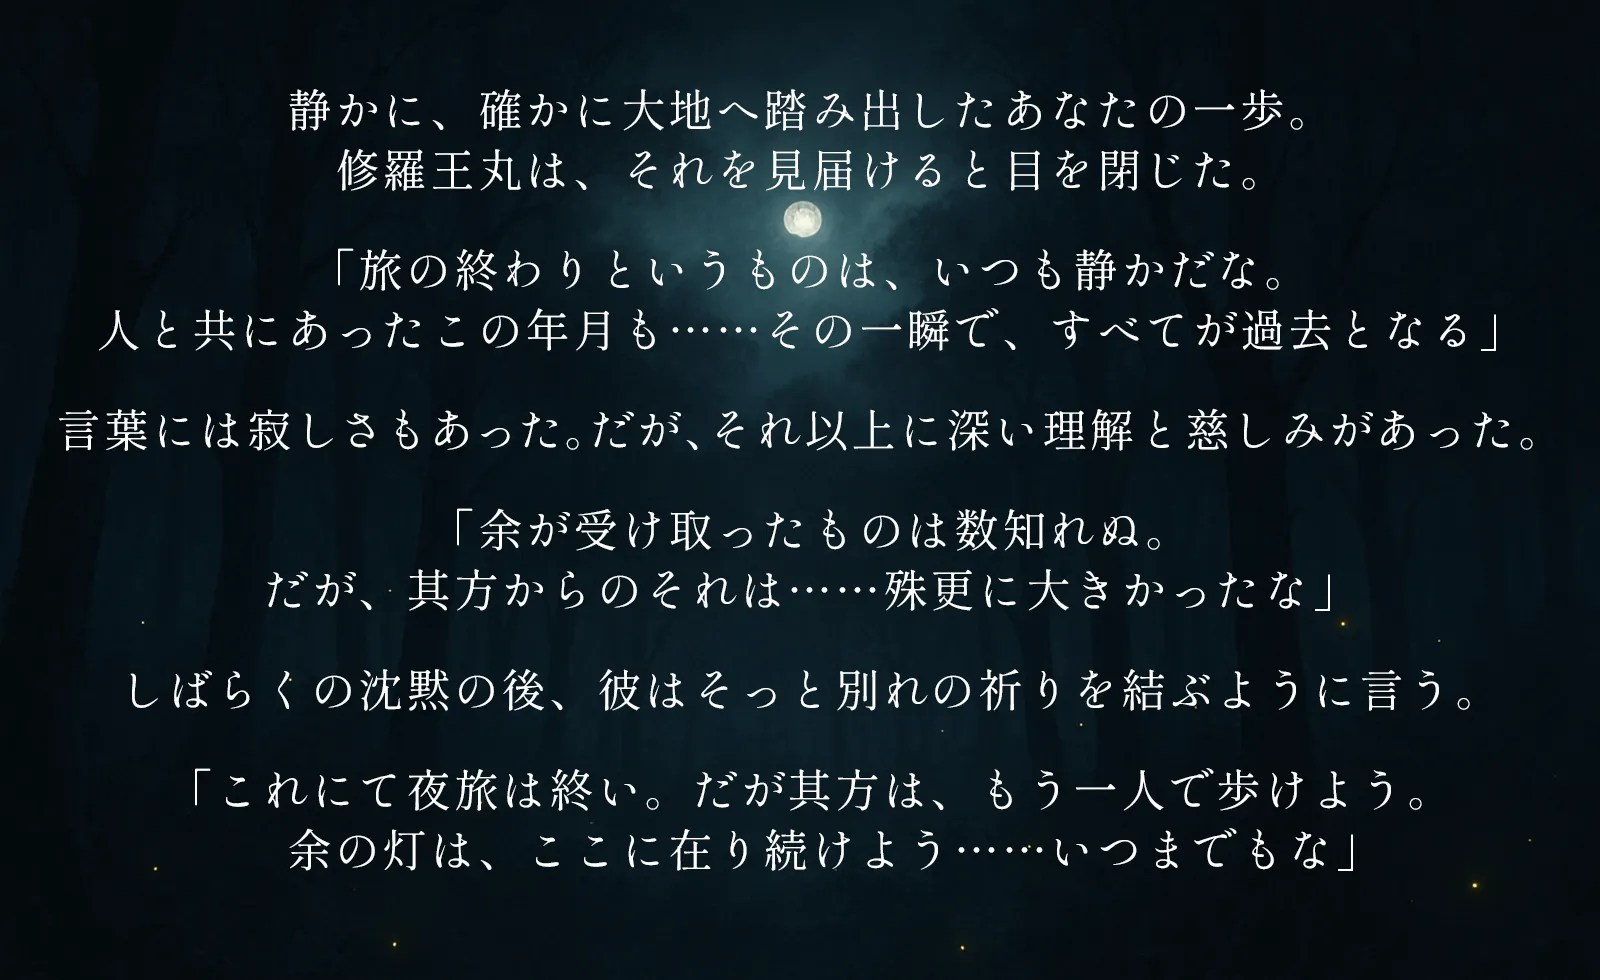 静かに、確かに大地へ踏み出したあなたの一歩。
修羅王丸は、それを見届けると目を閉じた。
「旅の終わりというものは、いつも静かだな。
人と共にあったこの年月も……その一瞬で、すべてが過去となる」
言葉には寂しさもあった。だが、それ以上に深い理解と慈しみがあった。
「余が受け取ったものは数知れぬ。
だが、其方からのそれは……殊更に大きかったな」
しばらくの沈黙の後、彼はそっと別れの祈りを結ぶように言う。
「これにて夜旅は終い。だが其方は、もう一人で歩けよう。
余の灯は、ここに在り続けよう……いつまでもな」